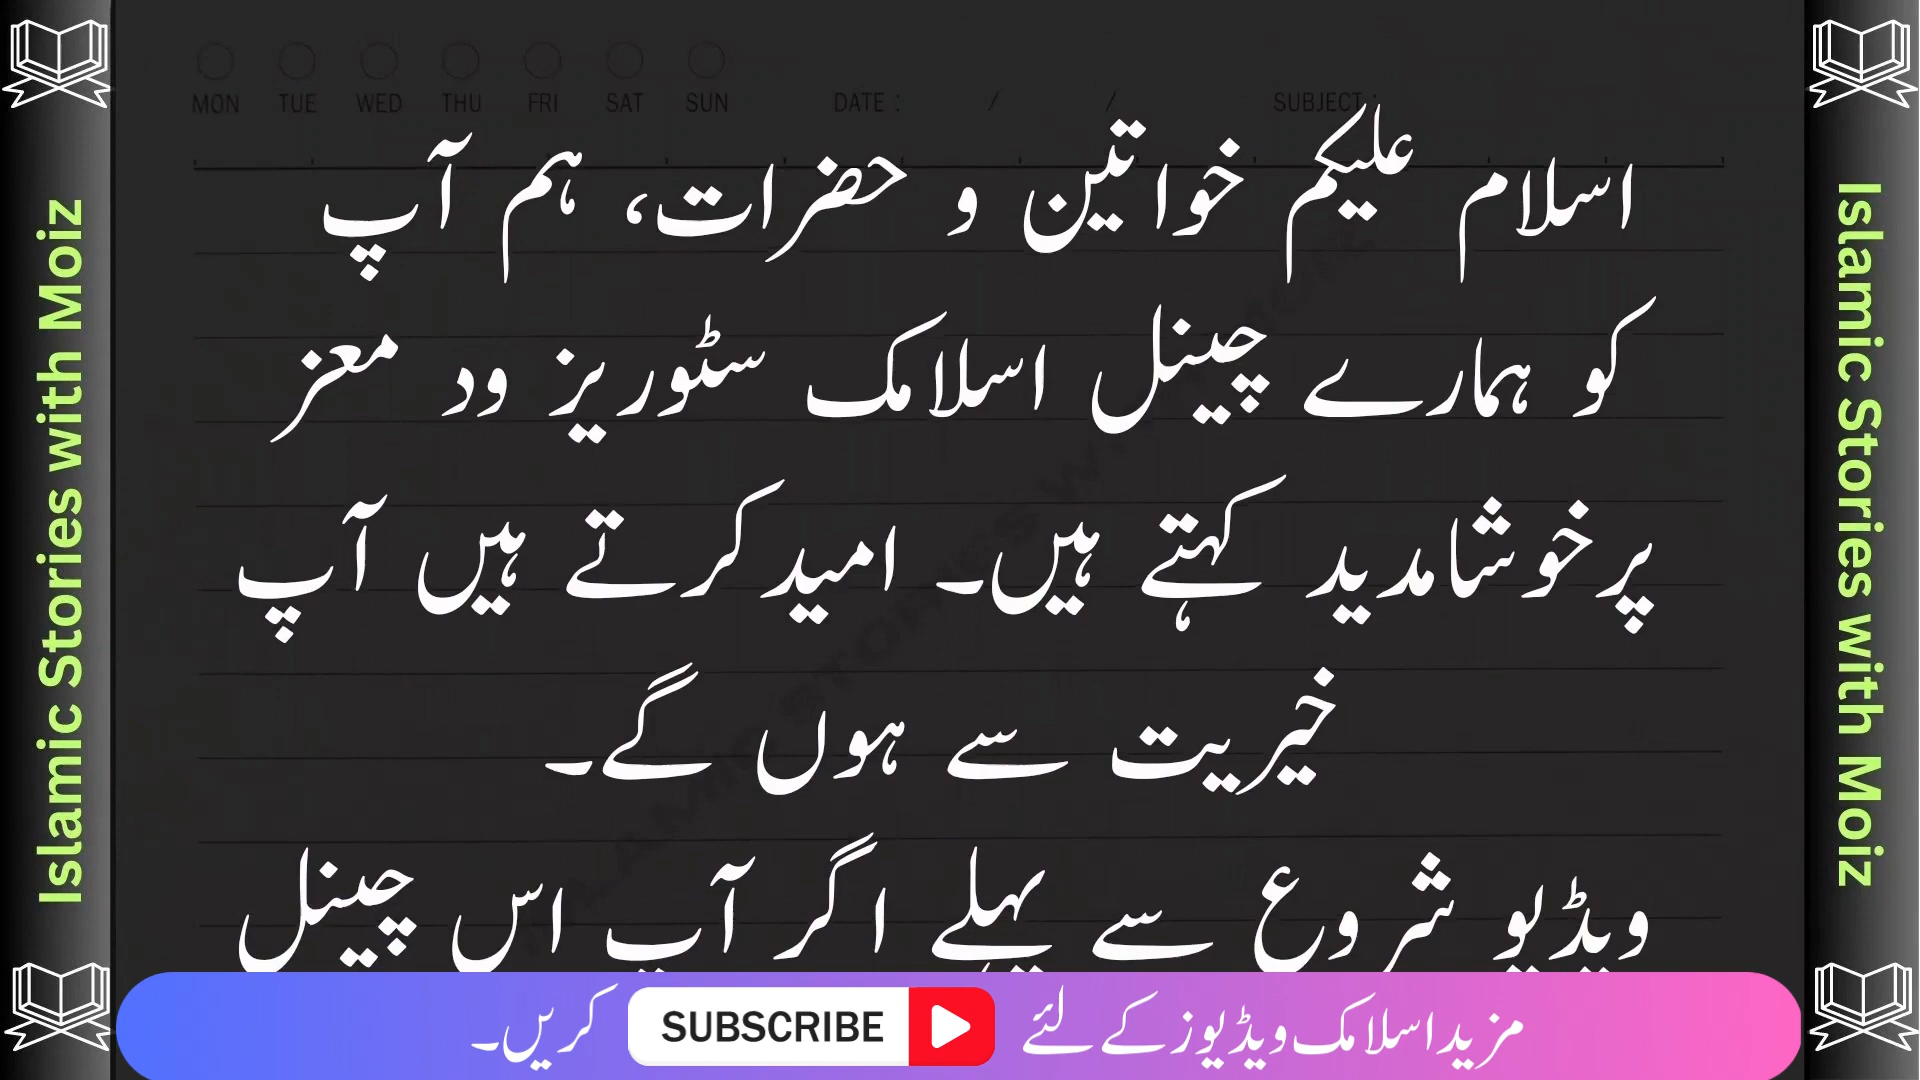 MON TUE WED THU FRI SAT SUN DATE : / / SUBJECT :
اسلام علیکم خواتین و حضرات، ہم آپ
کو ہمارے چینل اسلامک سٹوریز ود معز
پر خوشامدید کہتے ہیں۔ امید کرتے ہیں آپ
خیریت سے ہوں گے۔
ویڈیو شروع سے پہلے اگر آپ اس چینل
مزید اسلامک ویڈیوز کے لئے SUBSCRIBE کریں۔
Islamic Stories with Moiz
Islamic Stories with Moiz